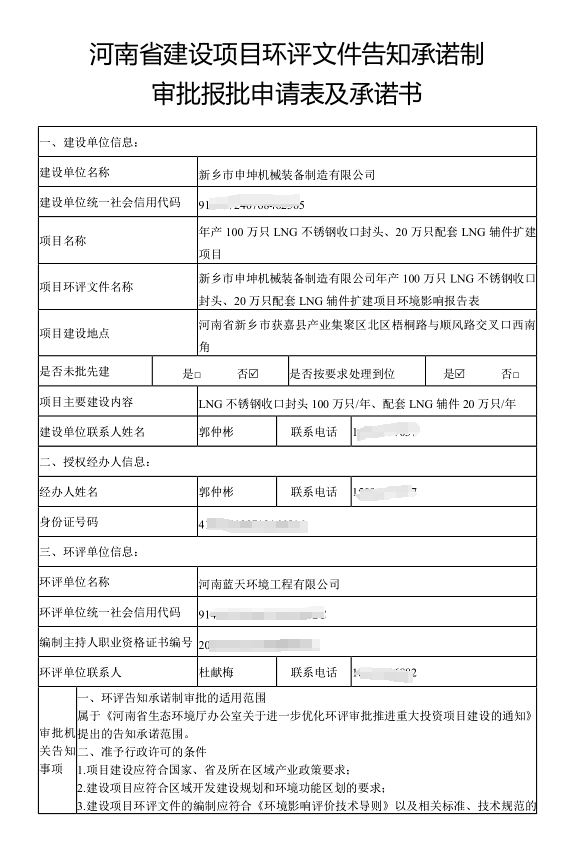 河南省建设项目环评文件告知承诺制
审批报批申请表及承诺书
一、建设单位信息：
建设单位名称 新乡市申坤机械装备制造有限公司
建设单位统一社会信用代码 91
项目名称 年产 100 万只 LNG 不锈钢收口封头、20 万只配套 LNG 辅件扩建
项目
项目环评文件名称 新乡市申坤机械装备制造有限公司年产 100 万只 LNG 不锈钢收口
封头、20 万只配套 LNG 辅件扩建项目环境影响报告表
项目建设地点 河南省新乡市获嘉县产业集聚区北区梧桐路与顺风路交叉口西南
角
是否未批先建 是□ 否☑ 是否按要求处理到位 是☑ 否□
项目主要建设内容 LNG 不锈钢收口封头 100 万只/年、配套 LNG 辅件 20 万只/年
建设单位联系人姓名 郭仲彬 联系电话
二、授权经办人信息：
经办人姓名 郭仲彬 联系电话
身份证号码 4
三、环评单位信息：
环评单位名称 河南蓝天环境工程有限公司
环评单位统一社会信用代码 914
编制主持人职业资格证书编号 20
环评单位联系人 杜献梅 联系电话
审批机
关告知
事项
一、环评告知承诺制审批的适用范围
属于《河南省生态环境厅办公室关于进一步优化环评审批推进重大投资项目建设的通知》
提出的告知承诺范围。
二、准予行政许可的条件
1.项目建设应符合国家、省及所在区域产业政策要求；
2.建设项目应符合区域开发建设规划和环境功能区划的要求；
3.建设项目环评文件的编制应符合《环境影响评价技术导则》以及相关标准、技术规范的